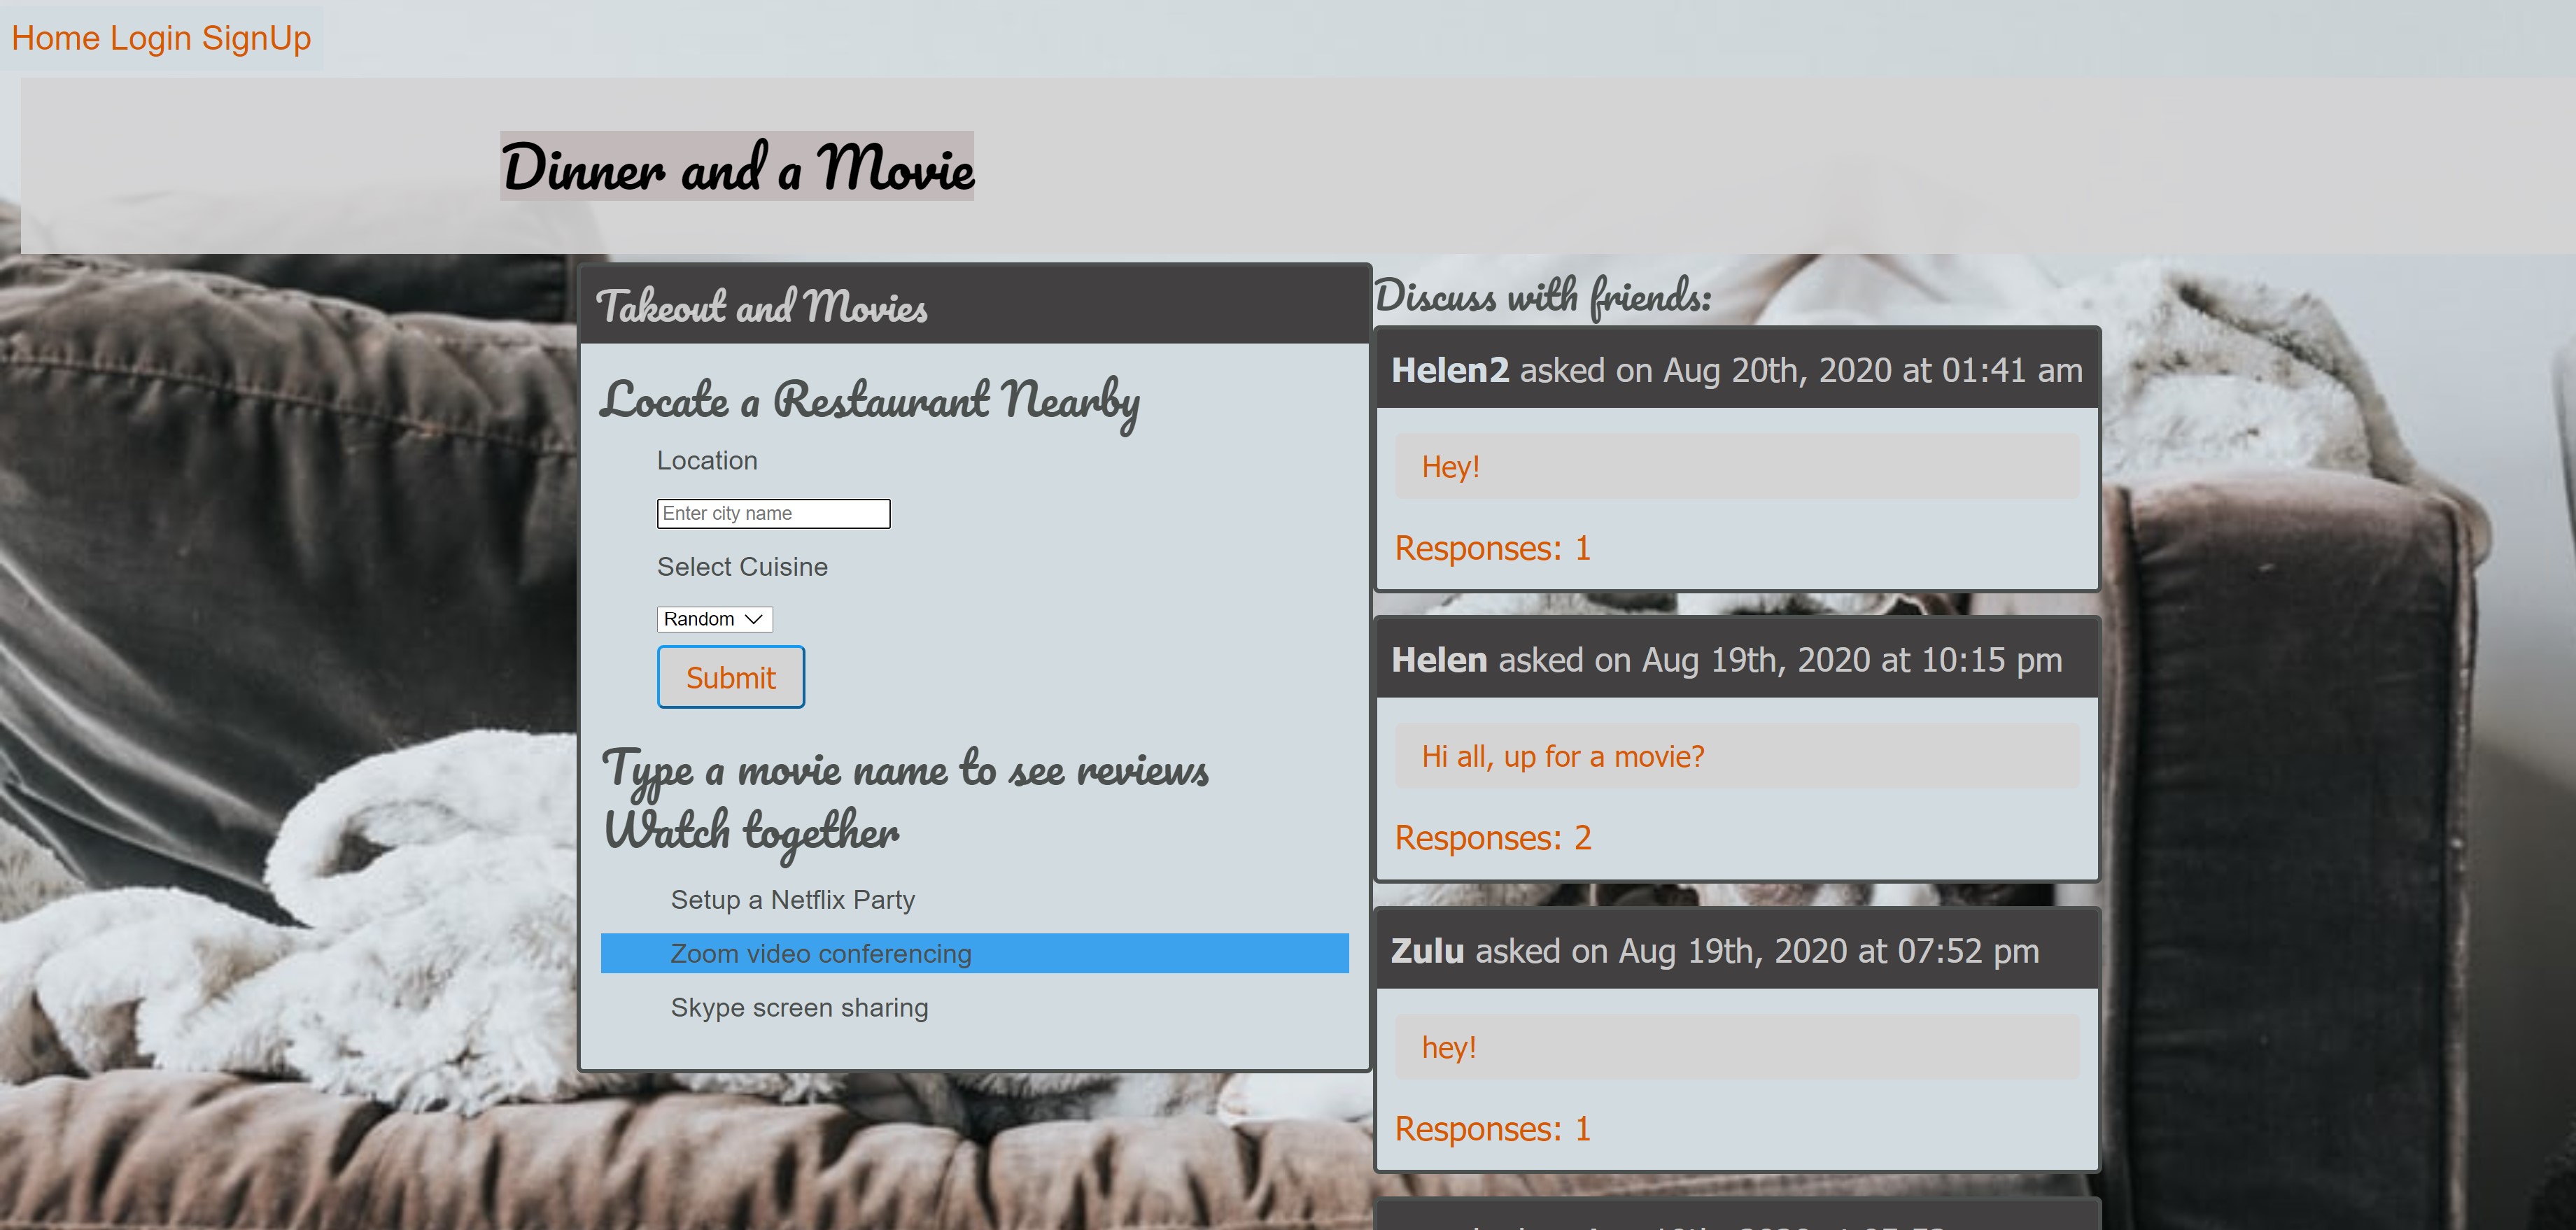 Home Login SignUp
Dinner and a Movie
Takeout and Movies
Locate a Restaurant Nearby
Location
Enter city name
Select Cuisine
Random
Submit
Type a movie name to see reviews
Watch together
Setup a Netflix Party
Zoom video conferencing
Skype screen sharing
Discuss with friends:
Helen2 asked on Aug 20th, 2020 at 01:41 am
Hey!
Responses: 1
Helen asked on Aug 19th, 2020 at 10:15 pm
Hi all, up for a movie?
Responses: 2
Zulu asked on Aug 19th, 2020 at 07:52 pm
hey!
Responses: 1